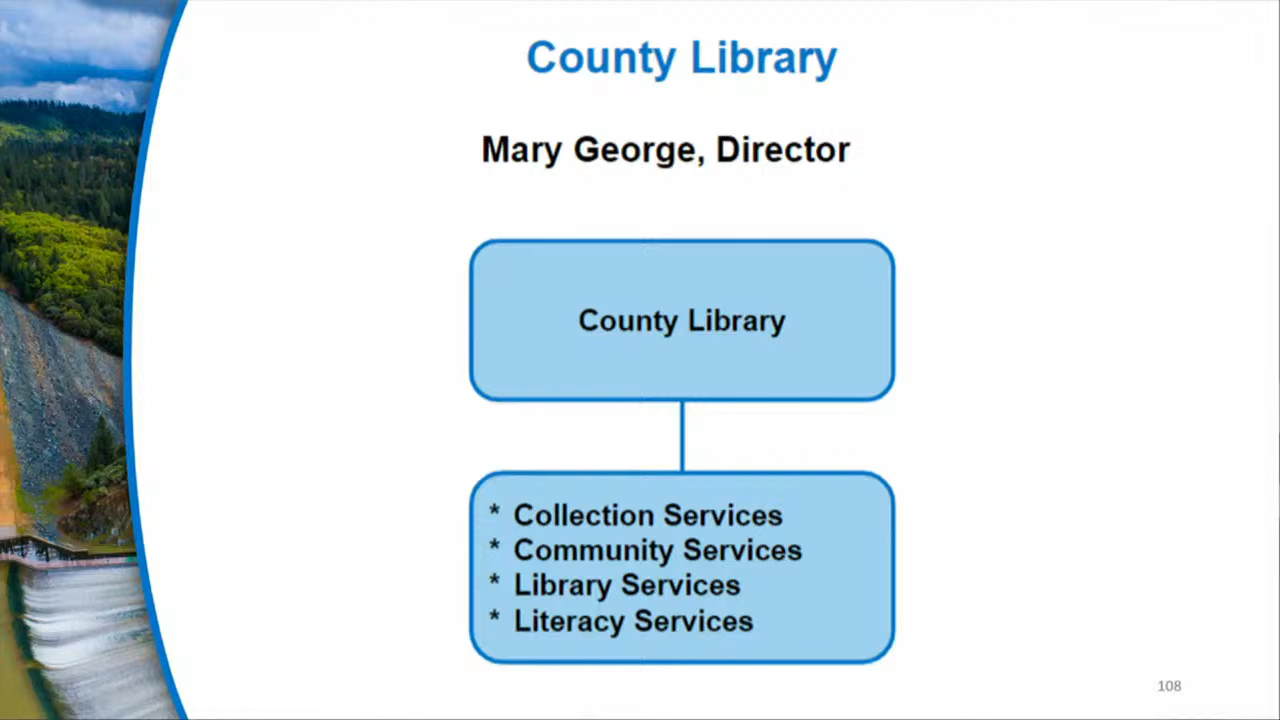 County Library
Mary George, Director
County Library
* Collection Services
* Community Services
* Library Services
* Literacy Services
108